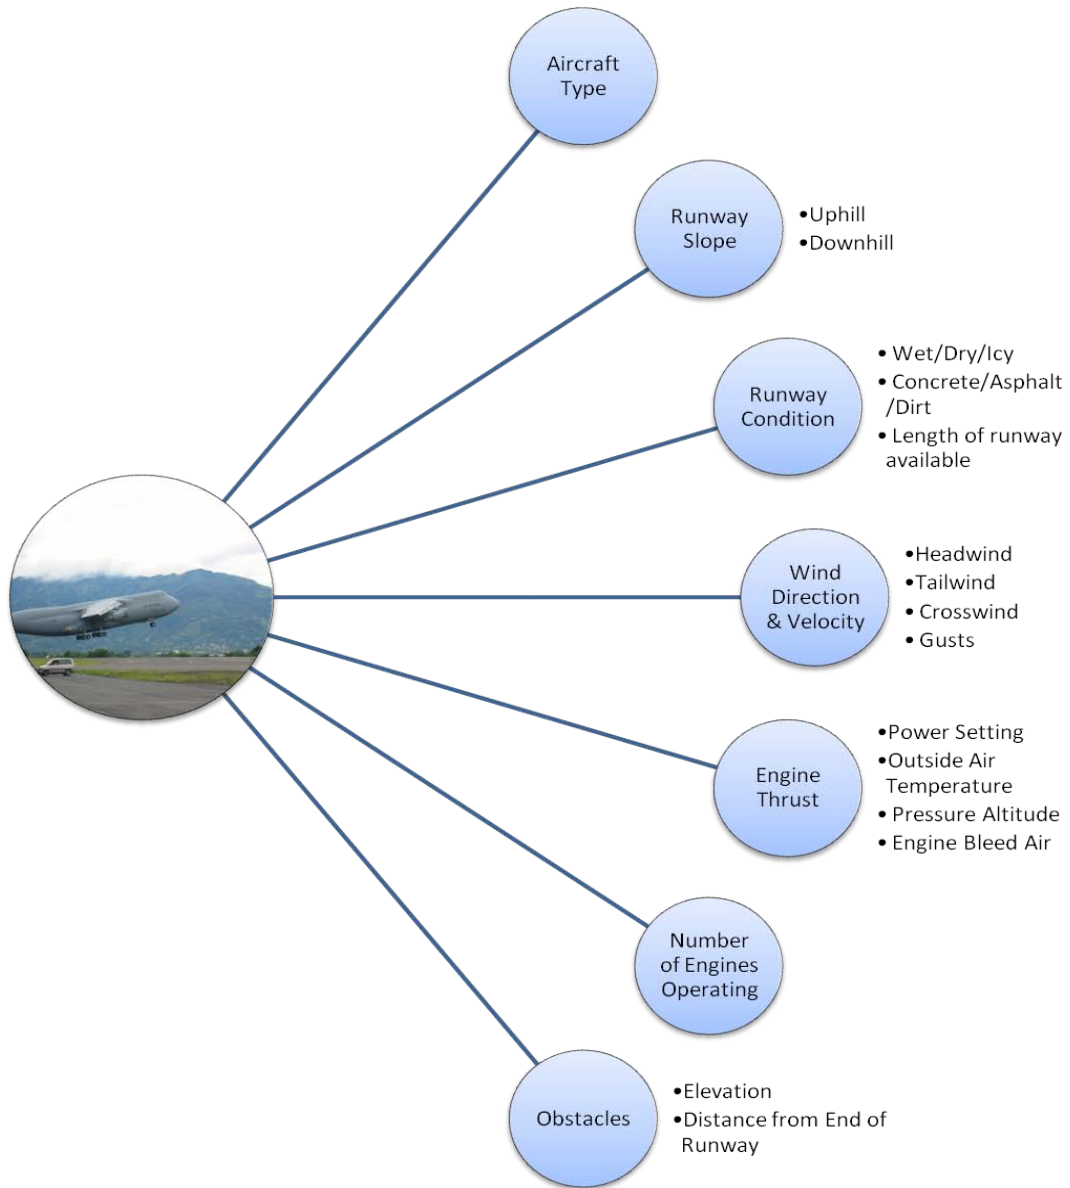 Aircraft
Type
Runway
Slope
•Uphill
•Downhill
Runway
Condition
• Wet/Dry/Icy
• Concrete/Asphalt
/Dirt
• Length of runway
available
Wind
Direction
& Velocity
•Headwind
•Tailwind
• Crosswind
• Gusts
Engine
Thrust
•Power Setting
•Outside Air
Temperature
• Pressure Altitude
• Engine Bleed Air
Number
of Engines
Operating
Obstacles
•Elevation
•Distance from End of
Runway